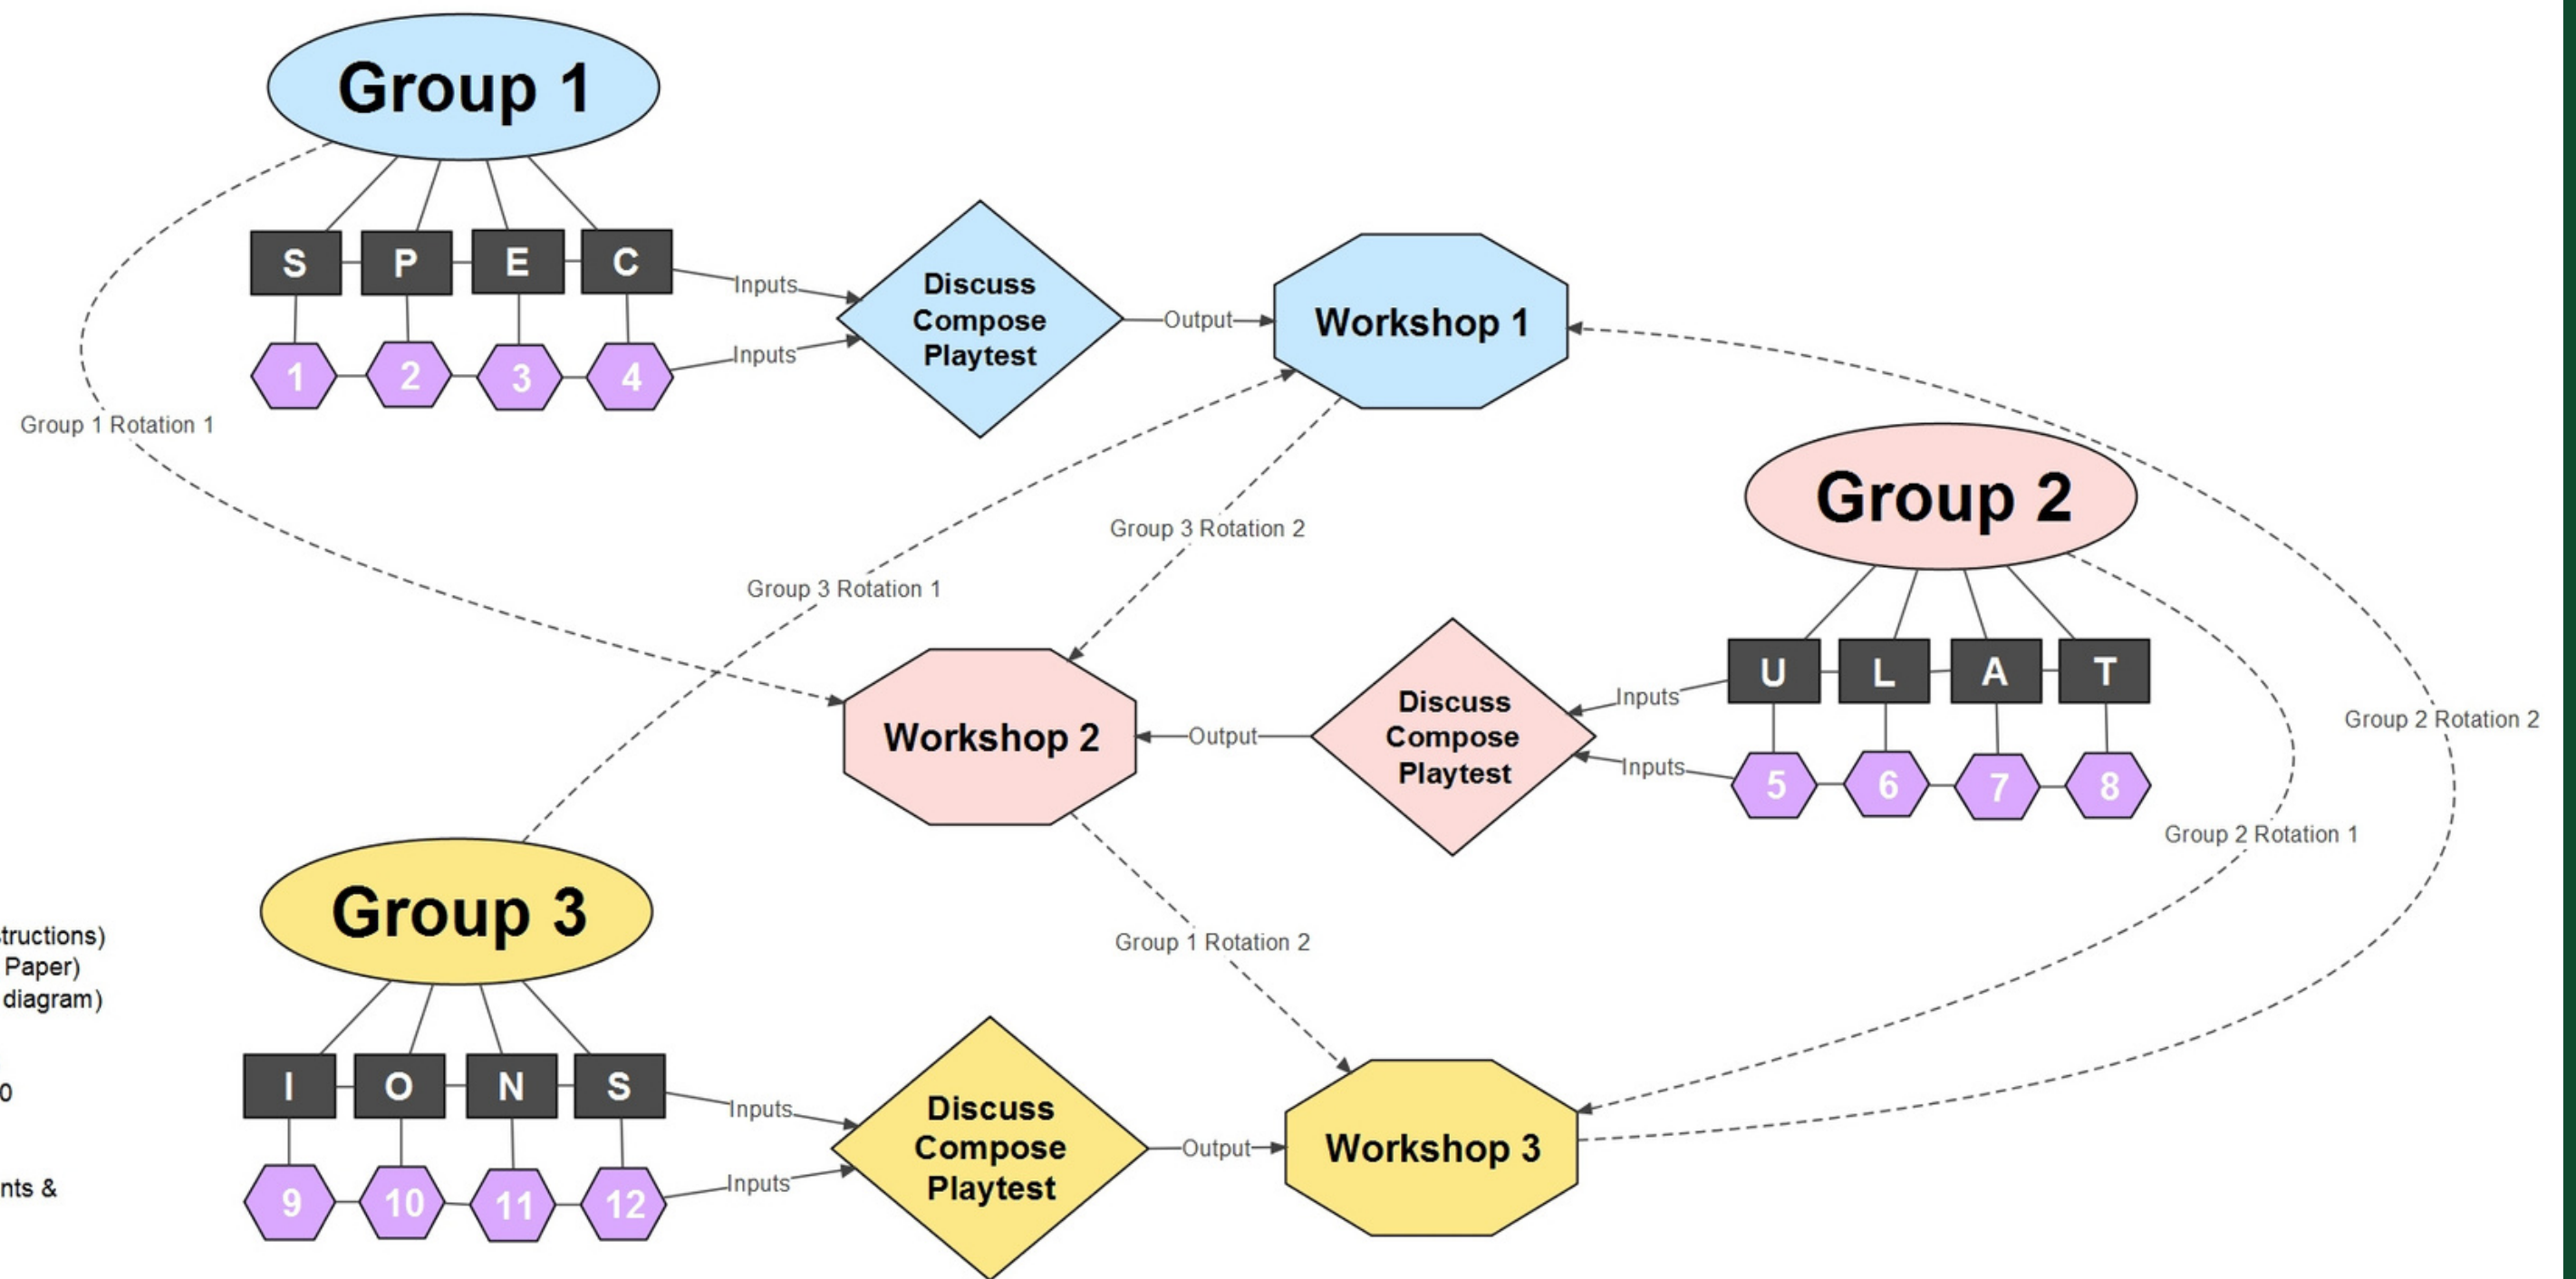 Group 1
S P E C
1 2 3 4
Inputs
Inputs
Discuss
Compose
Playtest
Output
Workshop 1
Group 1 Rotation 1
Group 3 Rotation 2
Group 3 Rotation 1
Group 2
U L A T
5 6 7 8
Inputs
Inputs
Discuss
Compose
Playtest
Output
Workshop 2
Group 2 Rotation 2
Group 2 Rotation 1
Group 1 Rotation 2
Group 3
I O N S
9 10 11 12
Inputs
Inputs
Discuss
Compose
Playtest
Output
Workshop 3
tructions)
Paper)
diagram)
0
nts &